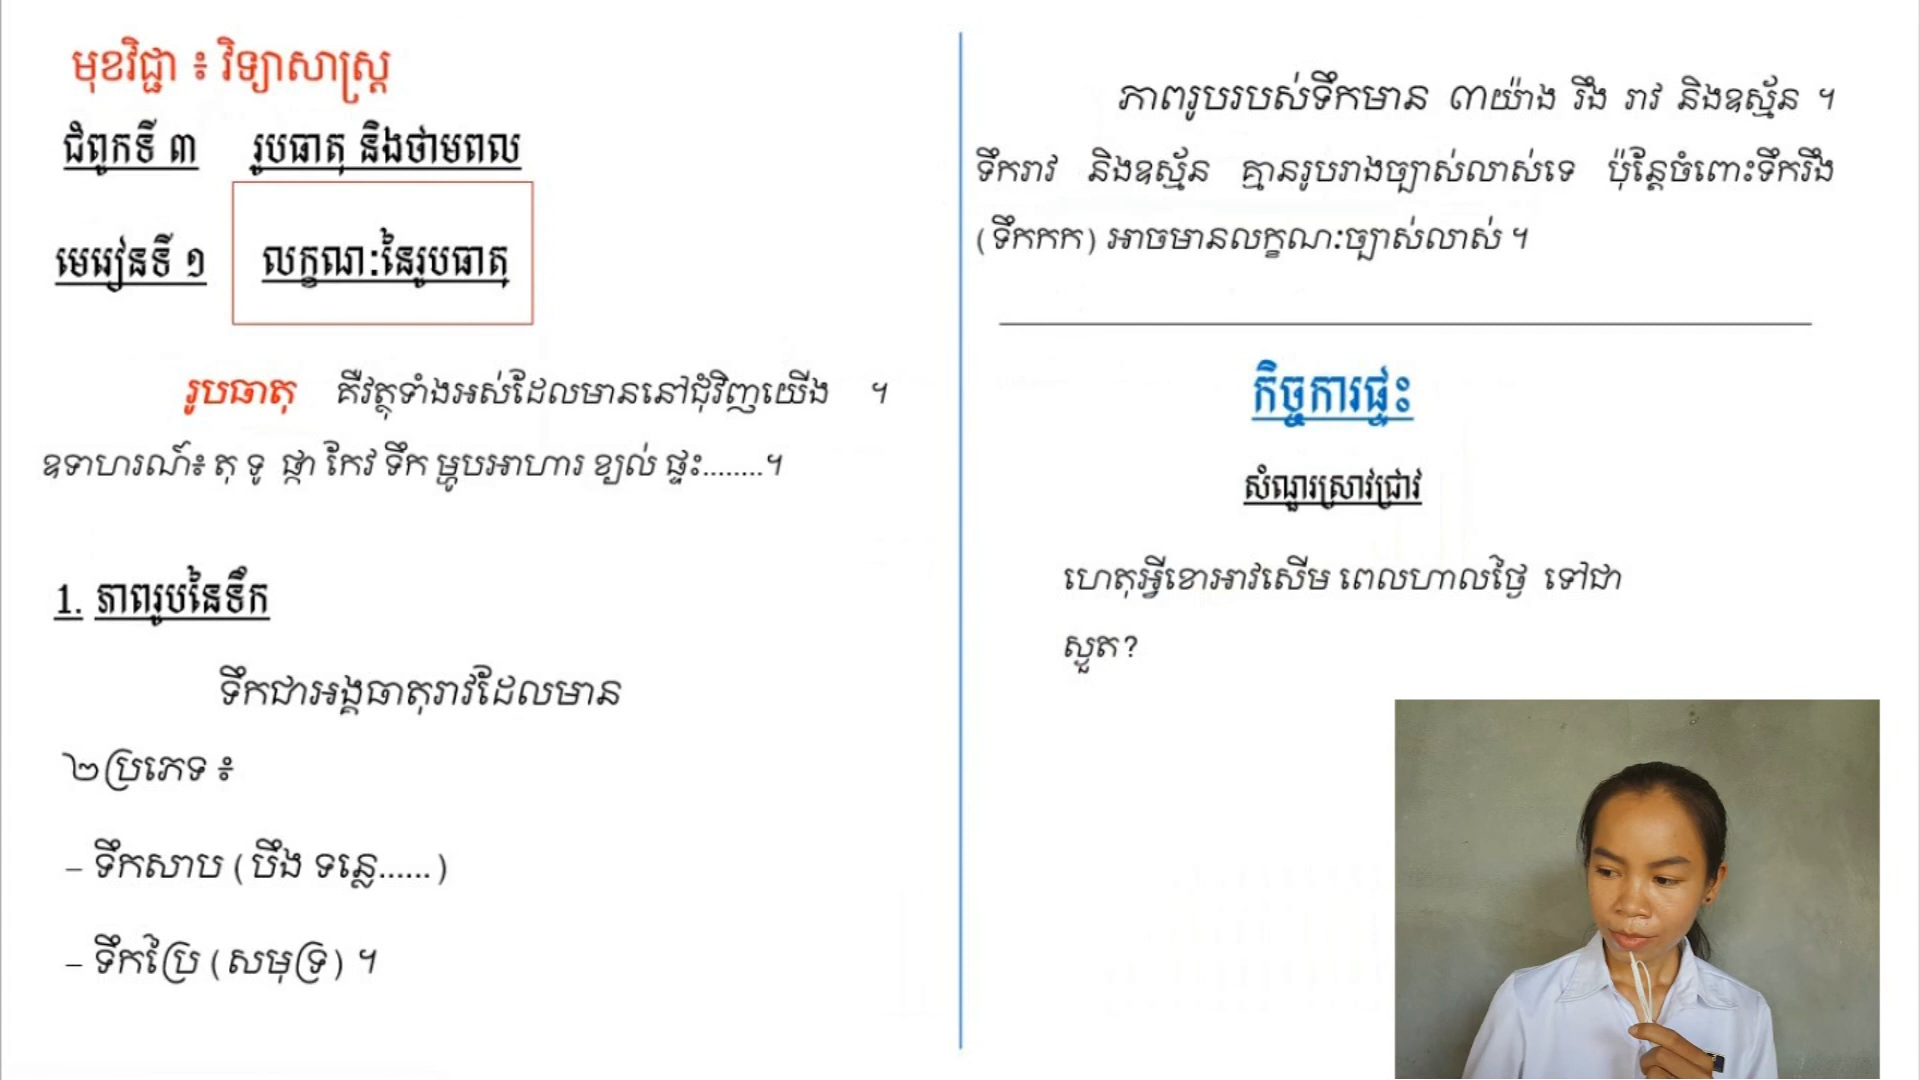 មុខវិជ្ជា ៖ វិទ្យាសាស្ត្រ
ជំពូកទី ៣ រូបធាតុ និងថាមពល
មេរៀនទី ១ លក្ខណៈនៃរូបធាតុ
រូបធាតុ គឺវត្ថុទាំងអស់ដែលមាននៅជុំវិញយើង ។
ឧទាហរណ៍៖ តុ ទូ ផ្កា កែវ ទឹក ម្ហូបអាហារ ខ្យល់ ផ្ទះ........។
1. ភាពរូបនៃទឹក
ទឹកជាអង្គធាតុរាវដែលមាន
២ប្រភេទ ៖
– ទឹកសាប (បឹង ទន្លេ......)
– ទឹកប្រៃ (សមុទ្រ) ។
ភាពរូបរបស់ទឹកមាន ៣យ៉ាង រឹង រាវ និងឧស្ម័ន ។
ទឹករាវ និងឧស្ម័ន គ្មានរូបរាងច្បាស់លាស់ទេ ប៉ុន្តែចំពោះទឹករឹង
(ទឹកកក) អាចមានលក្ខណៈច្បាស់លាស់ ។
កិច្ចការផ្ទះ
សំណួរស្រាវជ្រាវ
ហេតុអ្វីខោអាវសើម ពេលហាលថ្ងៃ ទៅជា
ស្ងួត?